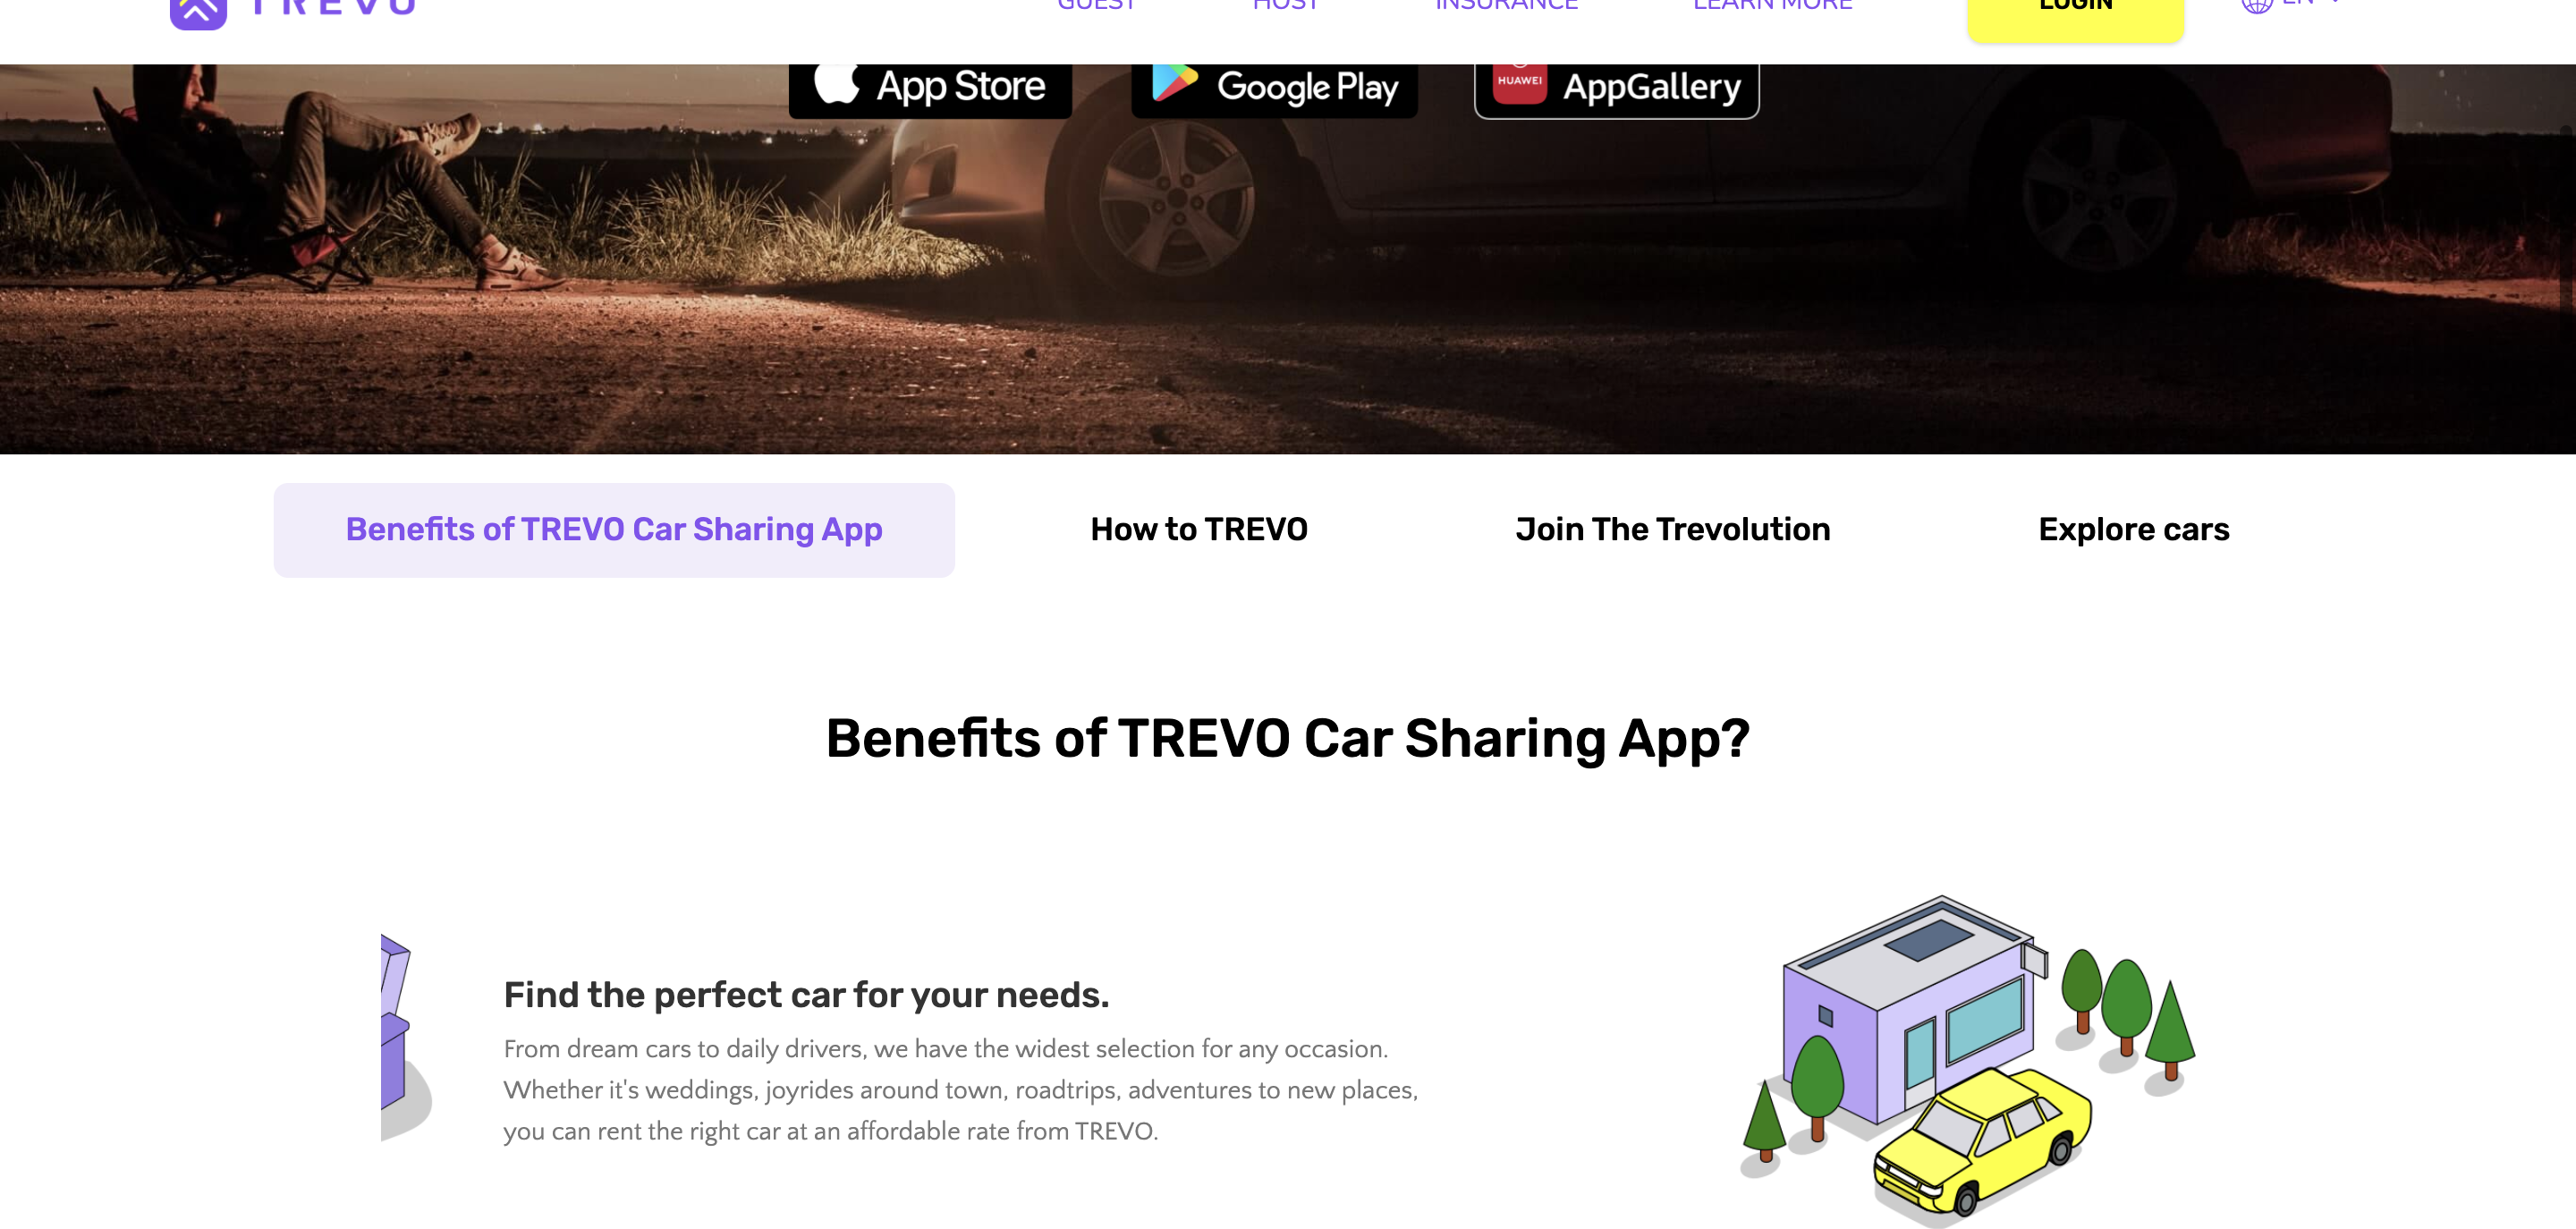 TREVO
GUEST
HOST
INSURANCE
LEARN MORE
LOGIN
EN
App Store
Google Play
HUAWEI
AppGallery
Benefits of TREVO Car Sharing App
How to TREVO
Join The Trevolution
Explore cars
Benefits of TREVO Car Sharing App?
Find the perfect car for your needs.
From dream cars to daily drivers, we have the widest selection for any occasion.
Whether it's weddings, joyrides around town, roadtrips, adventures to new places,
you can rent the right car at an affordable rate from TREVO.